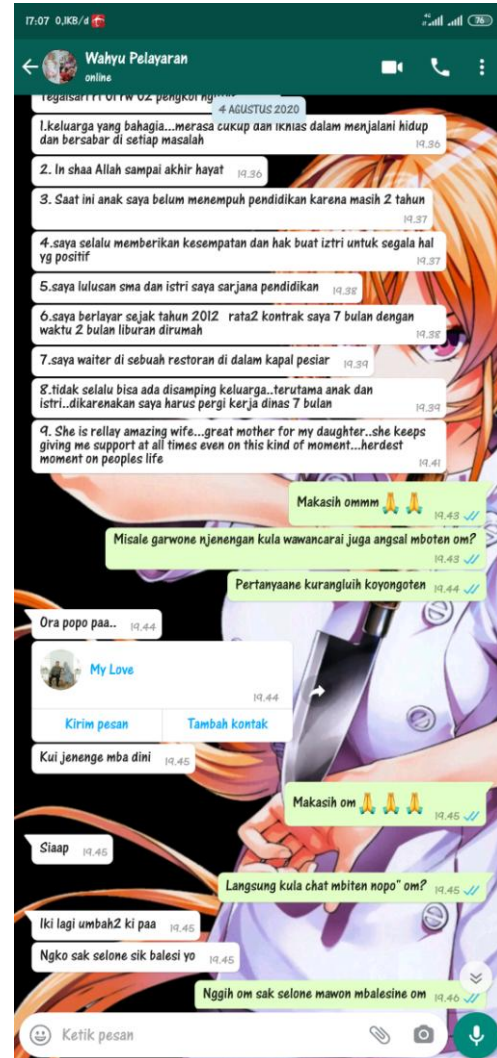 17:07 0,1KB/d
4G
76
Wahyu Pelayaran
online
4 AGUSTUS 2020
1.keluarga yang bahagia...merasa cukup dan ikhlas dalam menjalani hidup
dan bersabar di setiap masalah
19.36
2. In shaa Allah sampai akhir hayat 19.36
3. Saat ini anak saya belum menempuh pendidikan karena masih 2 tahun
19.37
4.saya selalu memberikan kesempatan dan hak buat iztri untuk segala hal
yg positif
19.37
5.saya lulusan sma dan istri saya sarjana pendidikan 19.38
6.saya berlayar sejak tahun 2012 rata2 kontrak saya 7 bulan dengan
waktu 2 bulan liburan dirumah
19.38
7.saya waiter di sebuah restoran di dalam kapal pesiar 19.39
8.tidak selalu bisa ada disamping keluarga..terutama anak dan
istri..dikarenakan saya harus pergi kerja dinas 7 bulan
19.39
9. She is rellay amazing wife...great mother for my daughter..she keeps
giving me support at all times even on this kind of moment...herdest
moment on peoples life
19.41
Makasih ommm 🙏 🙏 19.43
Misale garwone njenengan kula wawancarai juga angsal mboten om?
19.43
Pertanyaane kurangluih koyongoten 19.44
Ora popo paa.. 19.44
My Love
19.44
Kirim pesan Tambah kontak
Kui jenenge mba dini 19.45
Makasih om 🙏 🙏 🙏 19.45
Siaap 19.45
Langsung kula chat mbiten nopo" om? 19.45
Iki lagi umbah2 ki paa 19.45
Ngko sak selone sik balesi yo 19.45
Nggih om sak selone mawon mbalesine om 19.46
Ketik pesan